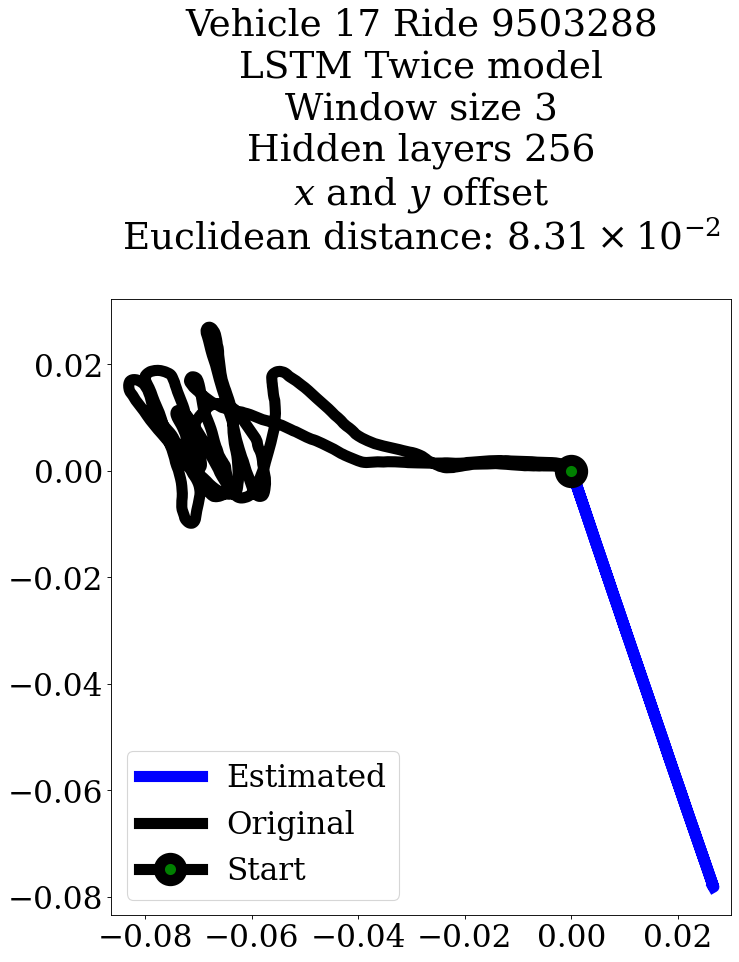 Vehicle 17 Ride 9503288
LSTM Twice model
Window size 3
Hidden layers 256
x and y offset
Euclidean distance: 8.31 × 10⁻²
0.02
0.00
−0.02
−0.04
−0.06
−0.08
Estimated
Original
Start
−0.08 −0.06 −0.04 −0.02 0.00 0.02